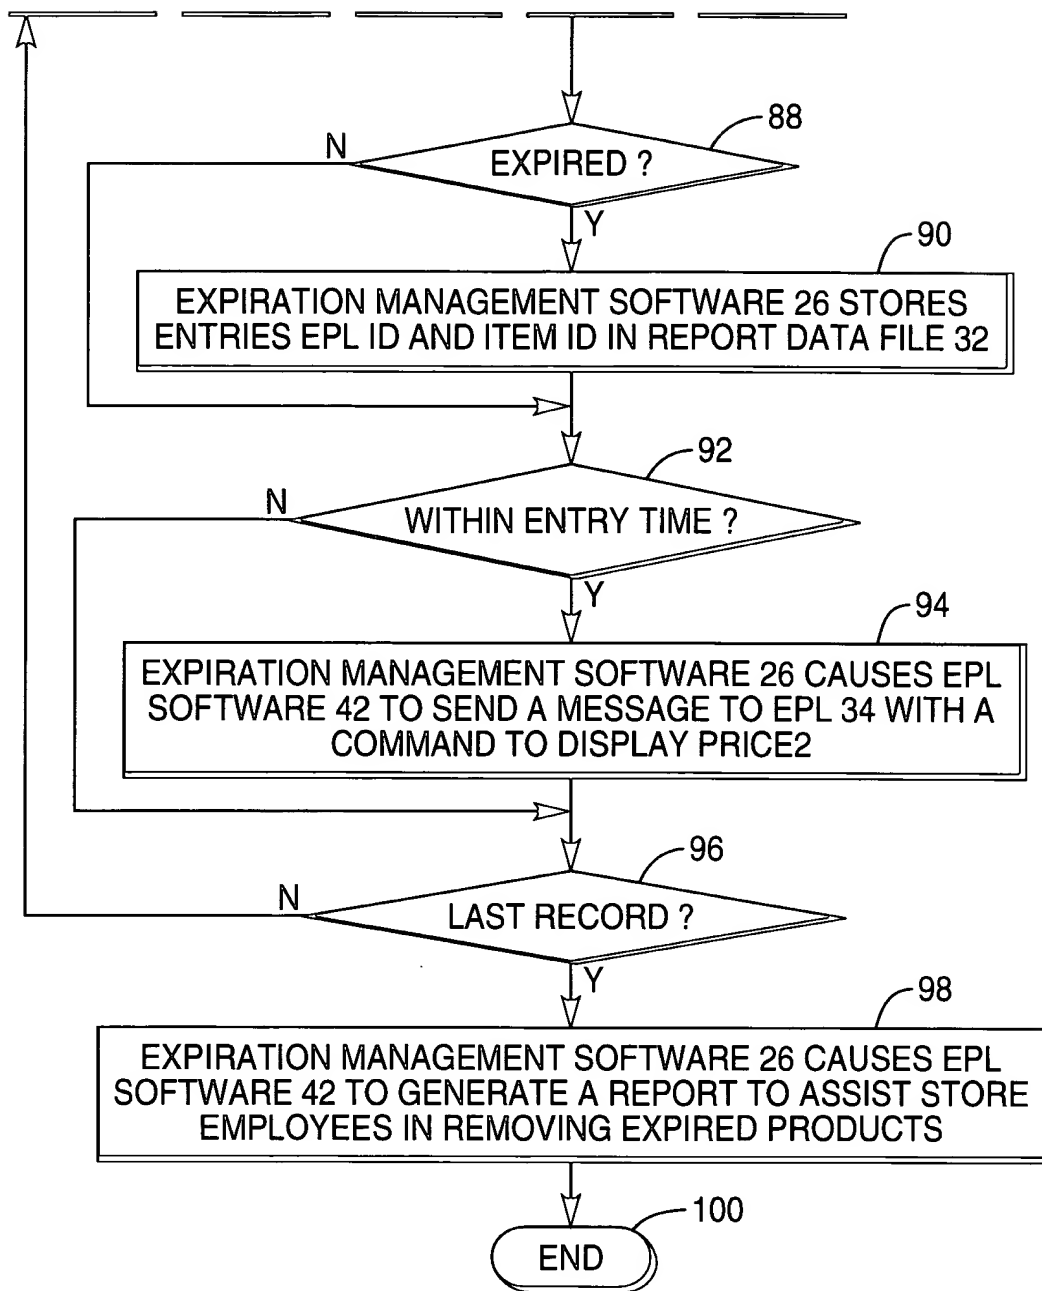 88
N
EXPIRED ?
Y
90
EXPIRATION MANAGEMENT SOFTWARE 26 STORES
ENTRIES EPL ID AND ITEM ID IN REPORT DATA FILE 32
92
N
WITHIN ENTRY TIME ?
Y
94
EXPIRATION MANAGEMENT SOFTWARE 26 CAUSES EPL
SOFTWARE 42 TO SEND A MESSAGE TO EPL 34 WITH A
COMMAND TO DISPLAY PRICE2
96
N
LAST RECORD ?
Y
98
EXPIRATION MANAGEMENT SOFTWARE 26 CAUSES EPL
SOFTWARE 42 TO GENERATE A REPORT TO ASSIST STORE
EMPLOYEES IN REMOVING EXPIRED PRODUCTS
100
END